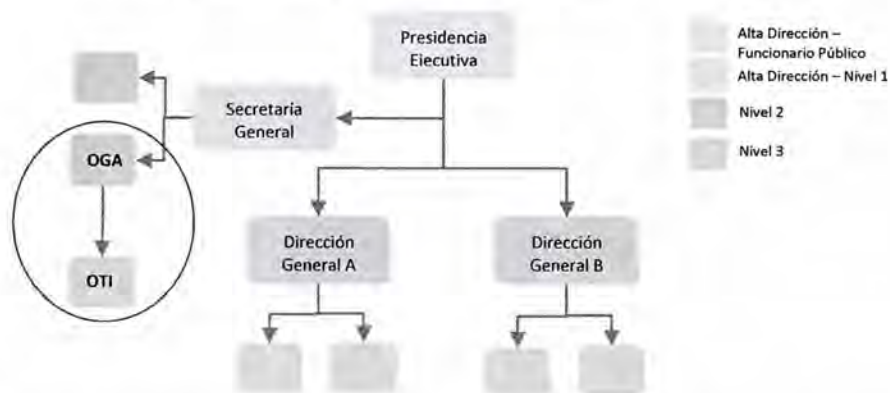 Presidencia
Ejecutiva
Secretaria
General
OGA
OTI
Dirección
General A
Dirección
General B
Alta Dirección –
Funcionario Público
Alta Dirección – Nivel 1
Nivel 2
Nivel 3